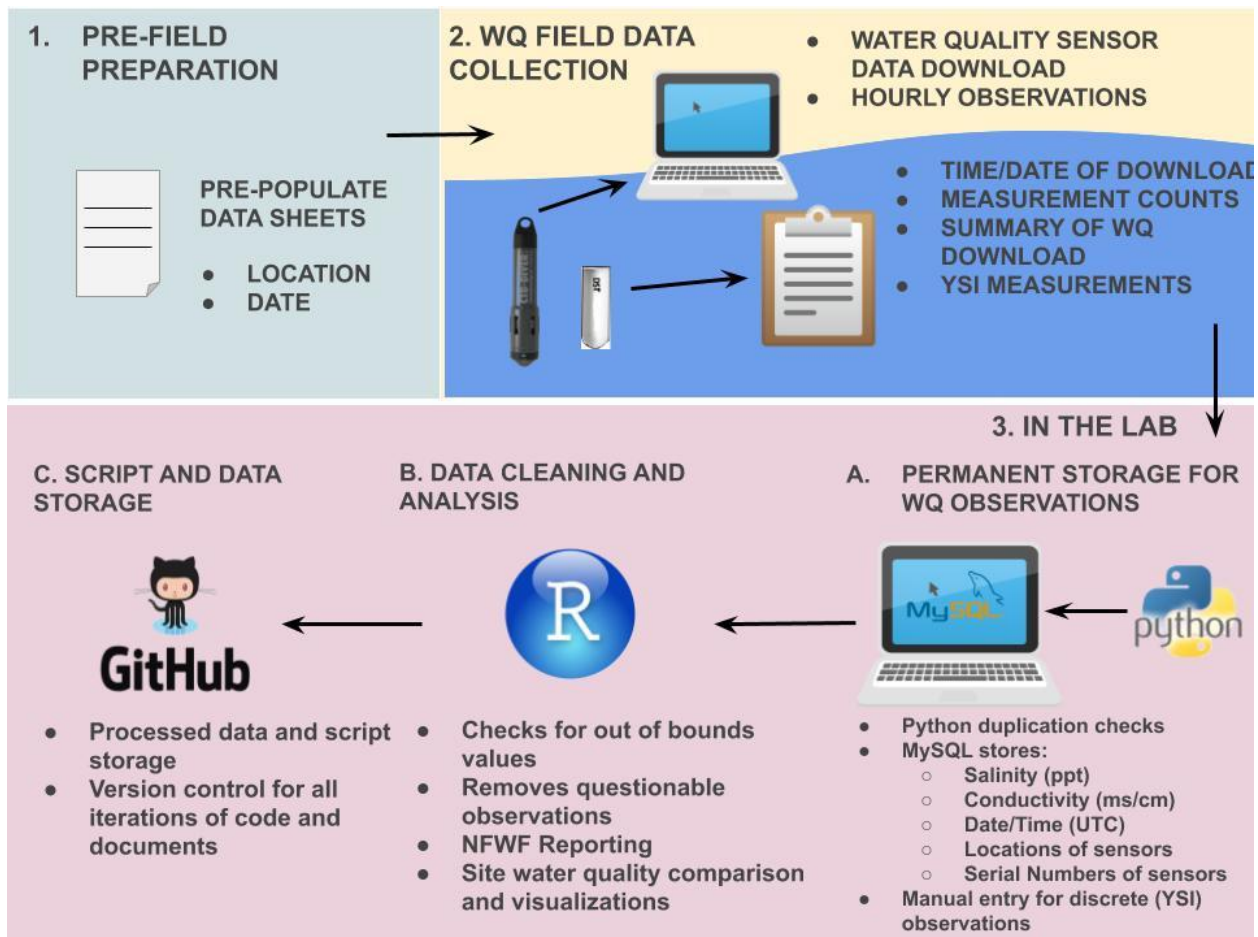 1. PRE-FIELD
PREPARATION
PRE-POPULATE
DATA SHEETS
● LOCATION
● DATE
2. WQ FIELD DATA
COLLECTION
● WATER QUALITY SENSOR
DATA DOWNLOAD
● HOURLY OBSERVATIONS
● TIME/DATE OF DOWNLOAD
● MEASUREMENT COUNTS
● SUMMARY OF WQ
DOWNLOAD
● YSI MEASUREMENTS
3. IN THE LAB
A. PERMANENT STORAGE FOR
WQ OBSERVATIONS
MySQL
python
● Python duplication checks
● MySQL stores:
○ Salinity (ppt)
○ Conductivity (ms/cm)
○ Date/Time (UTC)
○ Locations of sensors
○ Serial Numbers of sensors
● Manual entry for discrete (YSI)
observations
B. DATA CLEANING AND
ANALYSIS
R
● Checks for out of bounds
values
● Removes questionable
observations
● NFWF Reporting
● Site water quality comparison
and visualizations
C. SCRIPT AND DATA
STORAGE
GitHub
● Processed data and script
storage
● Version control for all
iterations of code and
documents